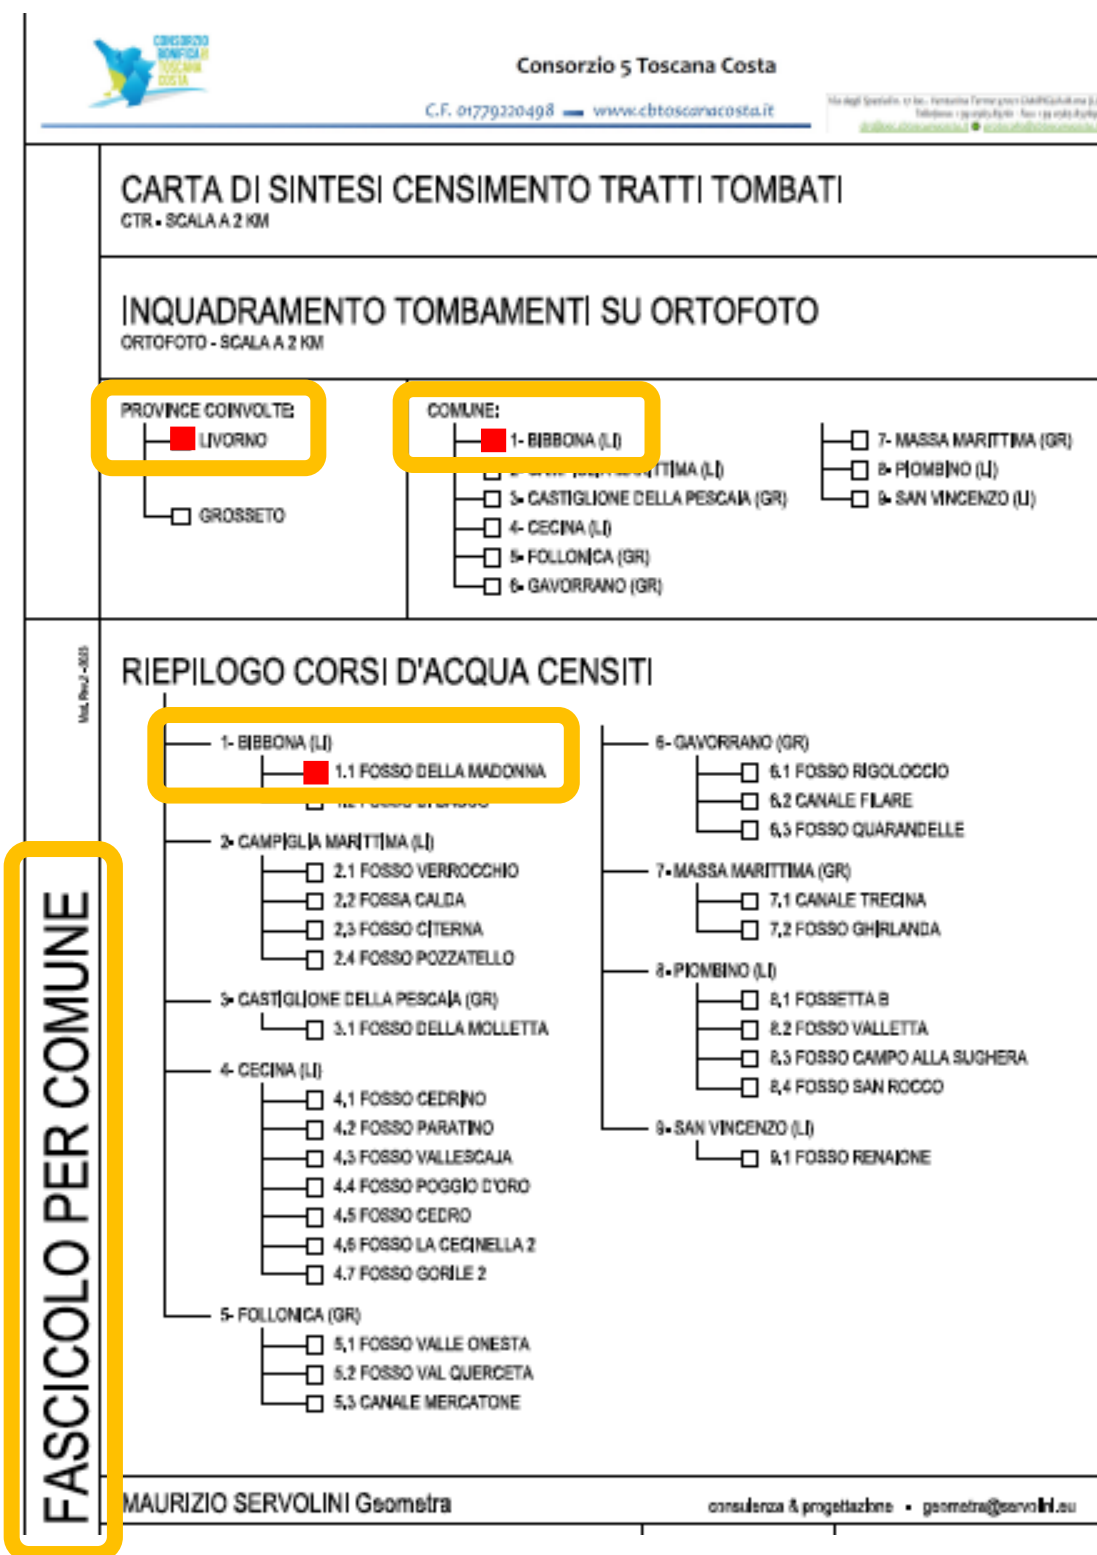 CONSORZIO
BONIFICA 5
TOSCANA
COSTA
Consorzio 5 Toscana Costa
C.F. 01779220498 — www.cbtoscanacosta.it
CARTA DI SINTESI CENSIMENTO TRATTI TOMBATI
CTR - SCALA A 2 KM
INQUADRAMENTO TOMBAMENTI SU ORTOFOTO
ORTOFOTO - SCALA A 2 KM
PROVINCE COINVOLTE:
LIVORNO
GROSSETO
COMUNE:
1- BIBBONA (LI)
3- CASTIGLIONE DELLA PESCAIA (GR)
4- CECINA (LI)
5- FOLLONICA (GR)
6- GAVORRANO (GR)
7- MASSA MARITTIMA (GR)
8- PIOMBINO (LI)
9- SAN VINCENZO (LI)
RIEPILOGO CORSI D'ACQUA CENSITI
1- BIBBONA (LI)
1.1 FOSSO DELLA MADONNA
2- CAMPIGLIA MARITTIMA (LI)
2.1 FOSSO VERROCCHIO
2.2 FOSSA CALDA
2.3 FOSSO CITERNA
2.4 FOSSO POZZATELLO
3- CASTIGLIONE DELLA PESCAIA (GR)
3.1 FOSSO DELLA MOLLETTA
4- CECINA (LI)
4.1 FOSSO CEDRINO
4.2 FOSSO PARATINO
4.3 FOSSO VALLESCAJA
4.4 FOSSO POGGIO D'ORO
4.5 FOSSO CEDRO
4.6 FOSSO LA CECINELLA 2
4.7 FOSSO GORILE 2
5- FOLLONICA (GR)
5.1 FOSSO VALLE ONESTA
5.2 FOSSO VAL QUERCETA
5.3 CANALE MERCATONE
6- GAVORRANO (GR)
6.1 FOSSO RIGOLOCCIO
6.2 CANALE FILARE
6.3 FOSSO QUARANDELLE
7- MASSA MARITTIMA (GR)
7.1 CANALE TRECINA
7.2 FOSSO GHIRLANDA
8- PIOMBINO (LI)
8.1 FOSSETTA B
8.2 FOSSO VALLETTA
8.3 FOSSO CAMPO ALLA SUGHERA
8.4 FOSSO SAN ROCCO
9- SAN VINCENZO (LI)
9.1 FOSSO RENAIONE
FASCICOLO PER COMUNE
MAURIZIO SERVOLINI Geometra
consulenza & progettazione - geometra@servolini.eu